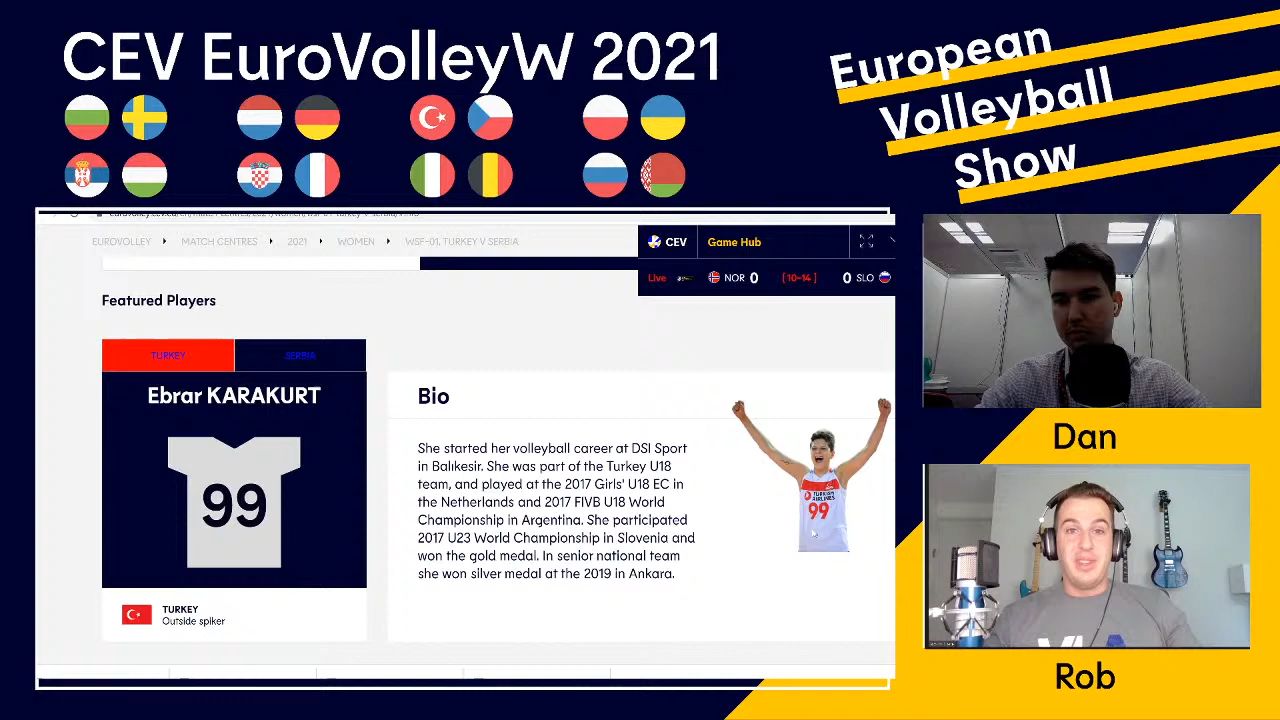 CEV EuroVolleyW 2021
European
Volleyball
Show
EUROVOLLEY
MATCH CENTRES
2021
WOMEN
WSF-01, TURKEY V SERBIA
CEV
Game Hub
Live
NOR 0
[10-14]
0 SLO
Featured Players
TURKEY
SERBIA
Ebrar KARAKURT
99
TURKEY
Outside spiker
Bio
She started her volleyball career at DSI Sport
in Balıkesir. She was part of the Turkey U18
team, and played at the 2017 Girls' U18 EC in
the Netherlands and 2017 FIVB U18 World
Championship in Argentina. She participated
2017 U23 World Championship in Slovenia and
won the gold medal. In senior national team
she won silver medal at the 2019 in Ankara.
TURKISH
AIRLINES
99
Dan
Rob